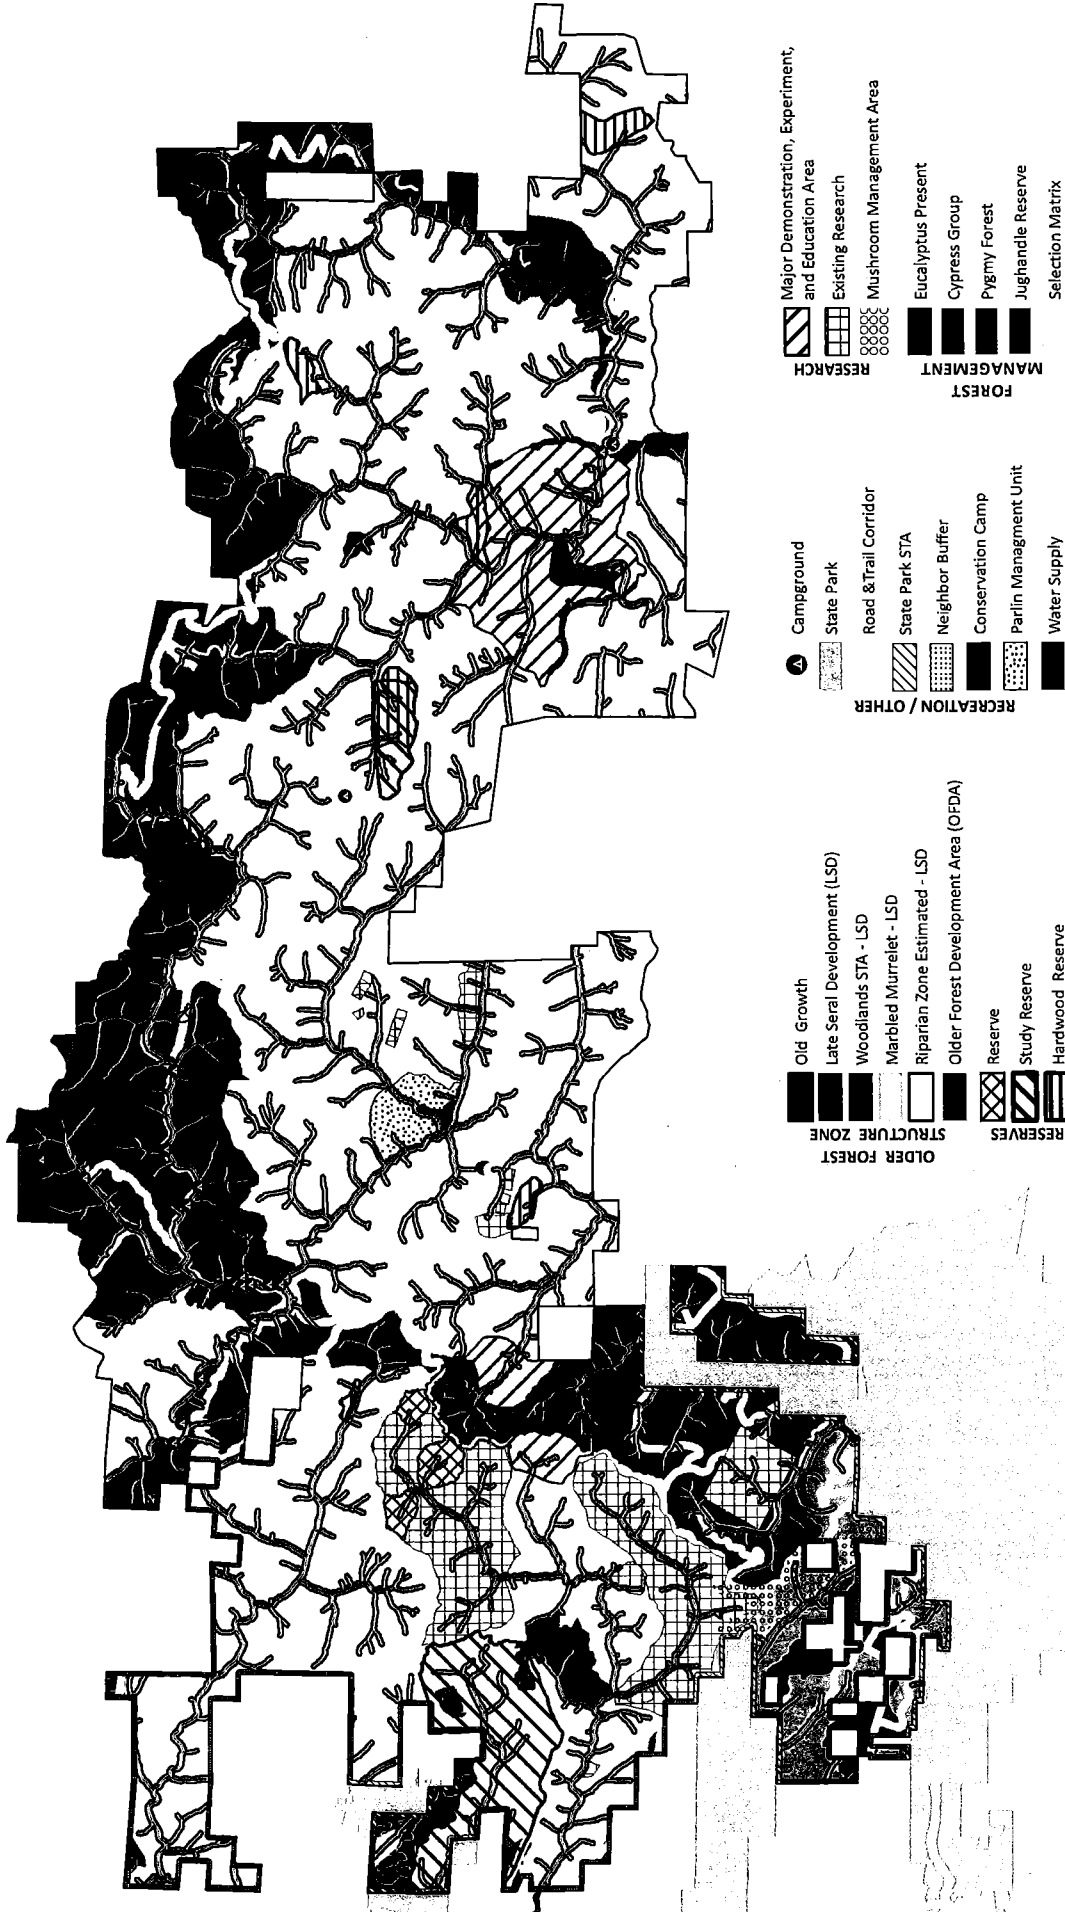 OLDER FOREST
STRUCTURE ZONE
Old Growth
Late Seral Development (LSD)
Woodlands STA - LSD
Marbled Murrelet - LSD
Riparian Zone Estimated - LSD
Older Forest Development Area (OFDA)
RESERVES
Reserve
Study Reserve
Hardwood Reserve
RECREATION / OTHER
Campground
State Park
Road &Trail Corridor
State Park STA
Neighbor Buffer
Conservation Camp
Parlin Managment Unit
Water Supply
RESEARCH
Major Demonstration, Experiment,
and Education Area
Existing Research
Mushroom Management Area
FOREST
MANAGEMENT
Eucalyptus Present
Cypress Group
Pygmy Forest
Jughandle Reserve
Selection Matrix